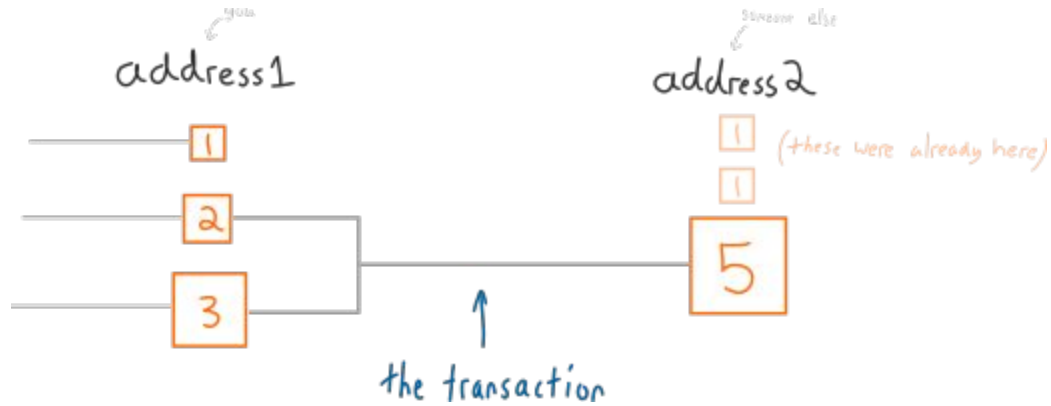 you
someone else
address1
address2
1
1
(these were already here)
1
2
5
3
the transaction